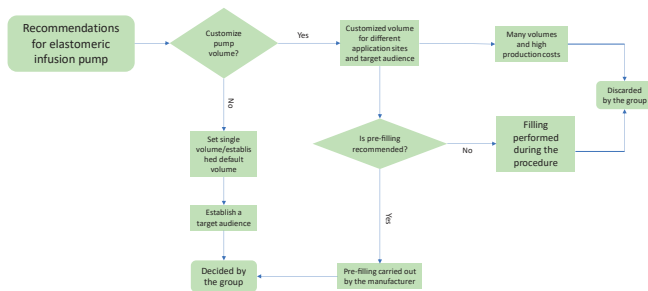 Recommendations
for elastomeric
infusion pump
Customize
pump
volume?
Yes
Customized volume
for different
application sites
and target audience
Many volumes
and high
production costs
Discarded
by the group
No
Set single
volume/establis
hed default
volume
Is pre-filling
recommended?
No
Filling
performed
during the
procedure
Establish a
target audience
Yes
Decided by
the group
Pre-filling carried out
by the manufacturer